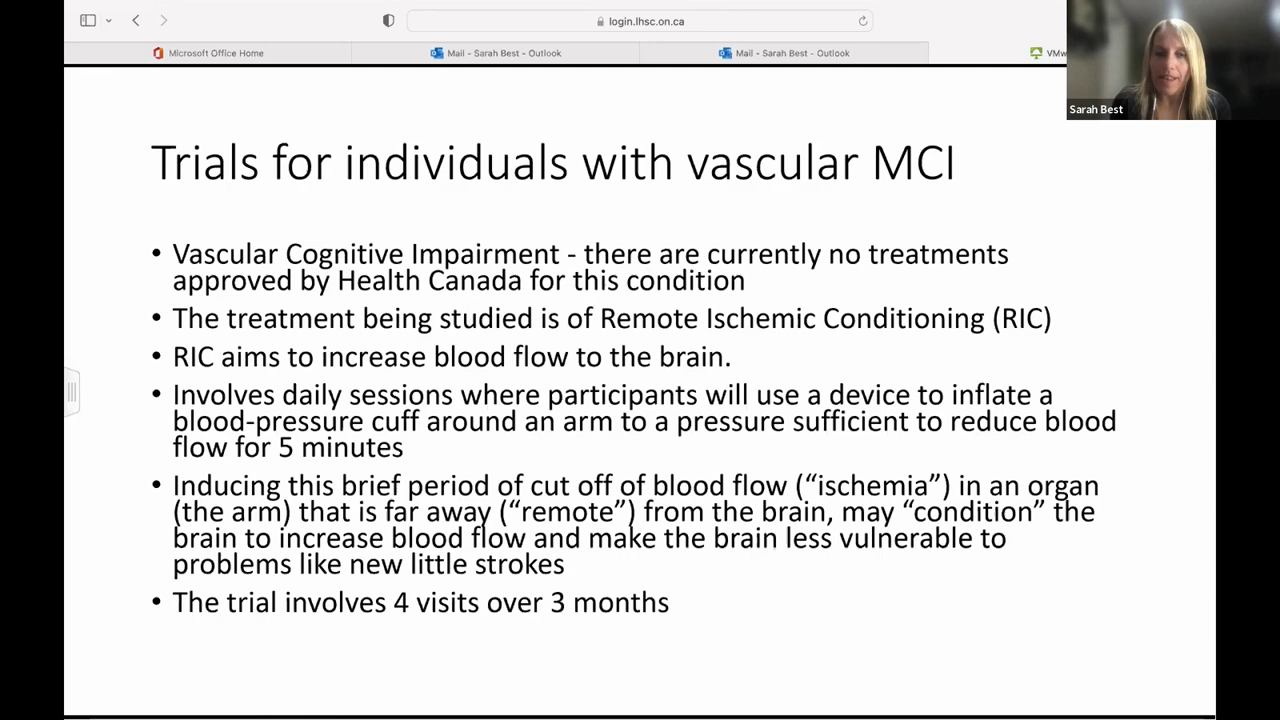 login.lhsc.on.ca
Microsoft Office Home
Mail - Sarah Best - Outlook
Mail - Sarah Best - Outlook
VMw
Sarah Best
Trials for individuals with vascular MCI
• Vascular Cognitive Impairment - there are currently no treatments
approved by Health Canada for this condition
• The treatment being studied is of Remote Ischemic Conditioning (RIC)
• RIC aims to increase blood flow to the brain.
• Involves daily sessions where participants will use a device to inflate a
blood-pressure cuff around an arm to a pressure sufficient to reduce blood
flow for 5 minutes
• Inducing this brief period of cut off of blood flow (“ischemia”) in an organ
(the arm) that is far away (“remote”) from the brain, may “condition” the
brain to increase blood flow and make the brain less vulnerable to
problems like new little strokes
• The trial involves 4 visits over 3 months